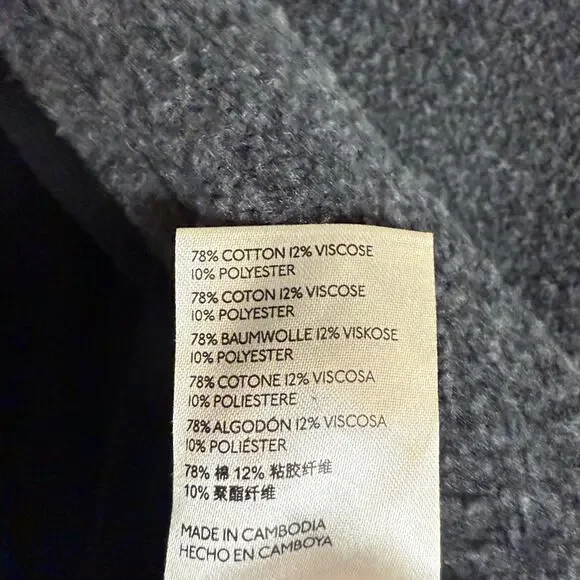 78% COTTON 12% VISCOSE
10% POLYESTER
78% COTON 12% VISCOSE
10% POLYESTER
78% BAUMWOLLE 12% VISKOSE
10% POLYESTER
78% COTONE 12% VISCOSA
10% POLIESTERE
78% ALGODÓN 12% VISCOSA
10% POLIÉSTER
78% 棉 12% 粘胶纤维
10% 聚酯纤维
MADE IN CAMBODIA
HECHO EN CAMBOYA